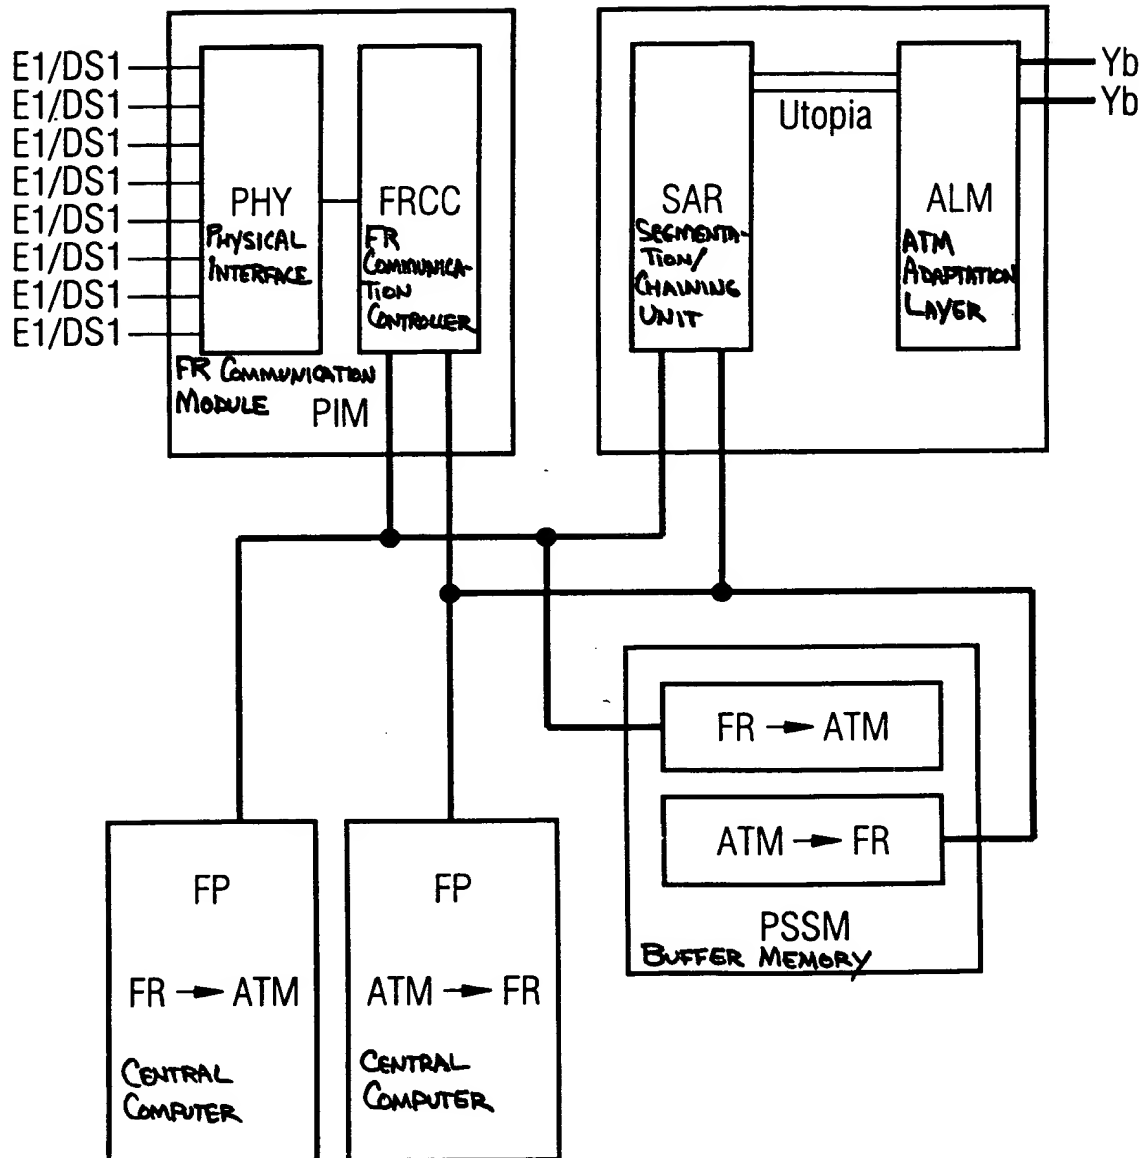 E1/DS1
E1/DS1
E1/DS1
E1/DS1
E1/DS1
E1/DS1
E1/DS1
E1/DS1
PHY
PHYSICAL
INTERFACE
FRCC
FR
COMMUNICA-
TION
CONTROLLER
FR COMMUNICATION
MODULE
PIM
SAR
SEGMENTA-
TION/
CHAINING
UNIT
Utopia
ALM
ATM
ADAPTATION
LAYER
Yb
Yb
FR → ATM
ATM → FR
PSSM
BUFFER MEMORY
FP
FR → ATM
CENTRAL
COMPUTER
FP
ATM → FR
CENTRAL
COMPUTER